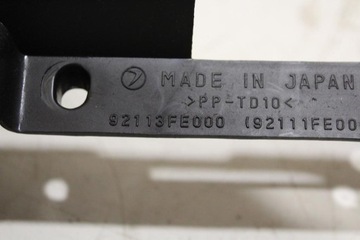 MADE IN JAPAN
>PP-TD10<
92113FE000 (92111FE00